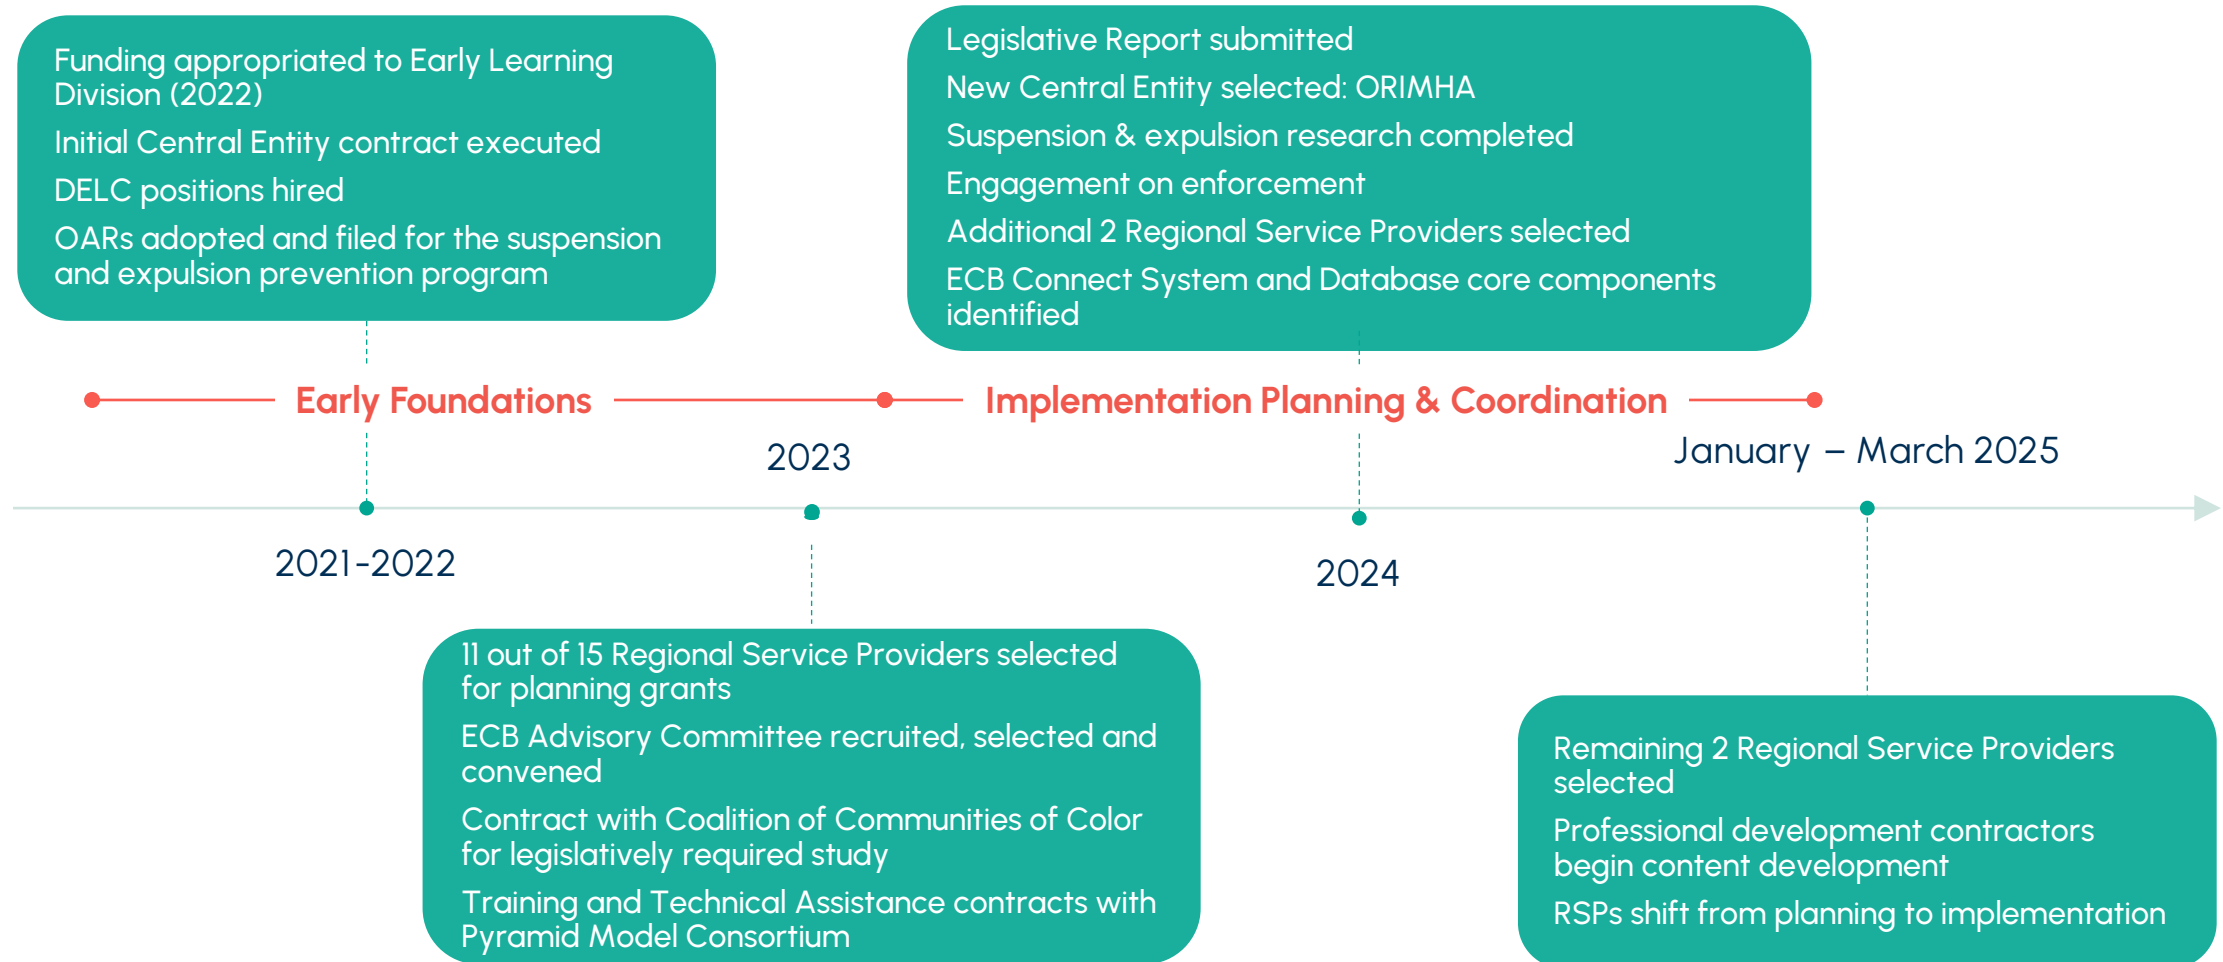 Funding appropriated to Early Learning
Division (2022)
Initial Central Entity contract executed
DELC positions hired
OARs adopted and filed for the suspension
and expulsion prevention program
Legislative Report submitted
New Central Entity selected: ORIMHA
Suspension & expulsion research completed
Engagement on enforcement
Additional 2 Regional Service Providers selected
ECB Connect System and Database core components
identified
Early Foundations
Implementation Planning & Coordination
2023
January – March 2025
2021-2022
2024
11 out of 15 Regional Service Providers selected
for planning grants
ECB Advisory Committee recruited, selected and
convened
Contract with Coalition of Communities of Color
for legislatively required study
Training and Technical Assistance contracts with
Pyramid Model Consortium
Remaining 2 Regional Service Providers
selected
Professional development contractors
begin content development
RSPs shift from planning to implementation